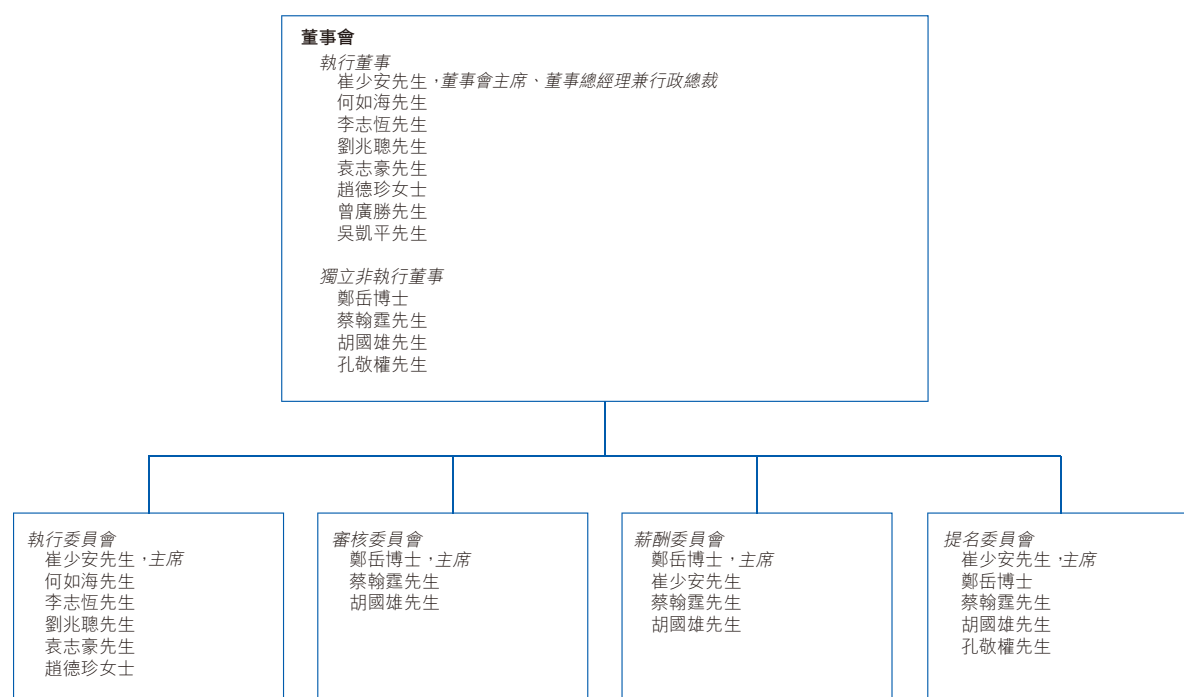 董事會
執行董事
崔少安先生，董事會主席、董事總經理兼行政總裁
何如海先生
李志恆先生
劉兆聰先生
袁志豪先生
趙德珍女士
曾廣勝先生
吳凱平先生
獨立非執行董事
鄭岳博士
蔡翰霆先生
胡國雄先生
孔敬權先生
執行委員會
崔少安先生，主席
何如海先生
李志恆先生
劉兆聰先生
袁志豪先生
趙德珍女士
審核委員會
鄭岳博士，主席
蔡翰霆先生
胡國雄先生
薪酬委員會
鄭岳博士，主席
崔少安先生
蔡翰霆先生
胡國雄先生
提名委員會
崔少安先生，主席
鄭岳博士
蔡翰霆先生
胡國雄先生
孔敬權先生